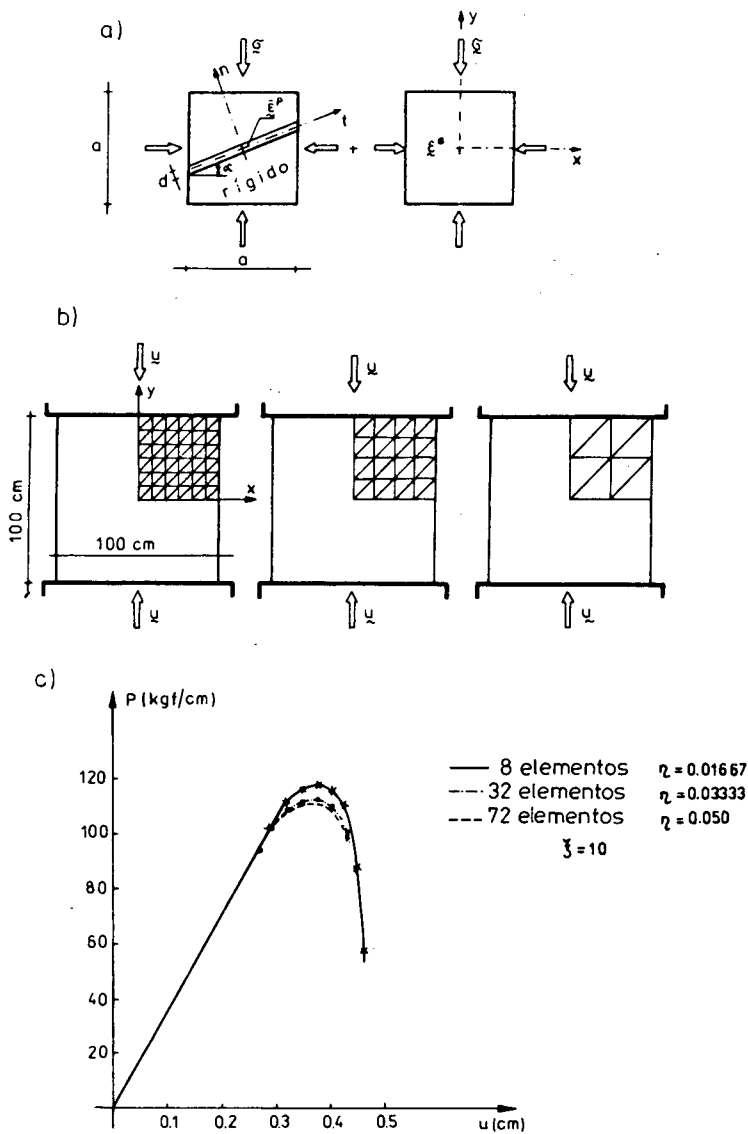 a)
σ
n
ε̄ᵖ
t
a
d
α
rígido
a
+
y
σ
εᵉ
x
b)
u
y
x
100 cm
100 cm
u
u
u
u
u
c)
P (kgf/cm)
120
100
80
60
40
20
0.1 0.2 0.3 0.4 0.5
u (cm)
8 elementos η = 0.01667
32 elementos η = 0.03333
72 elementos η = 0.050
ξ = 10